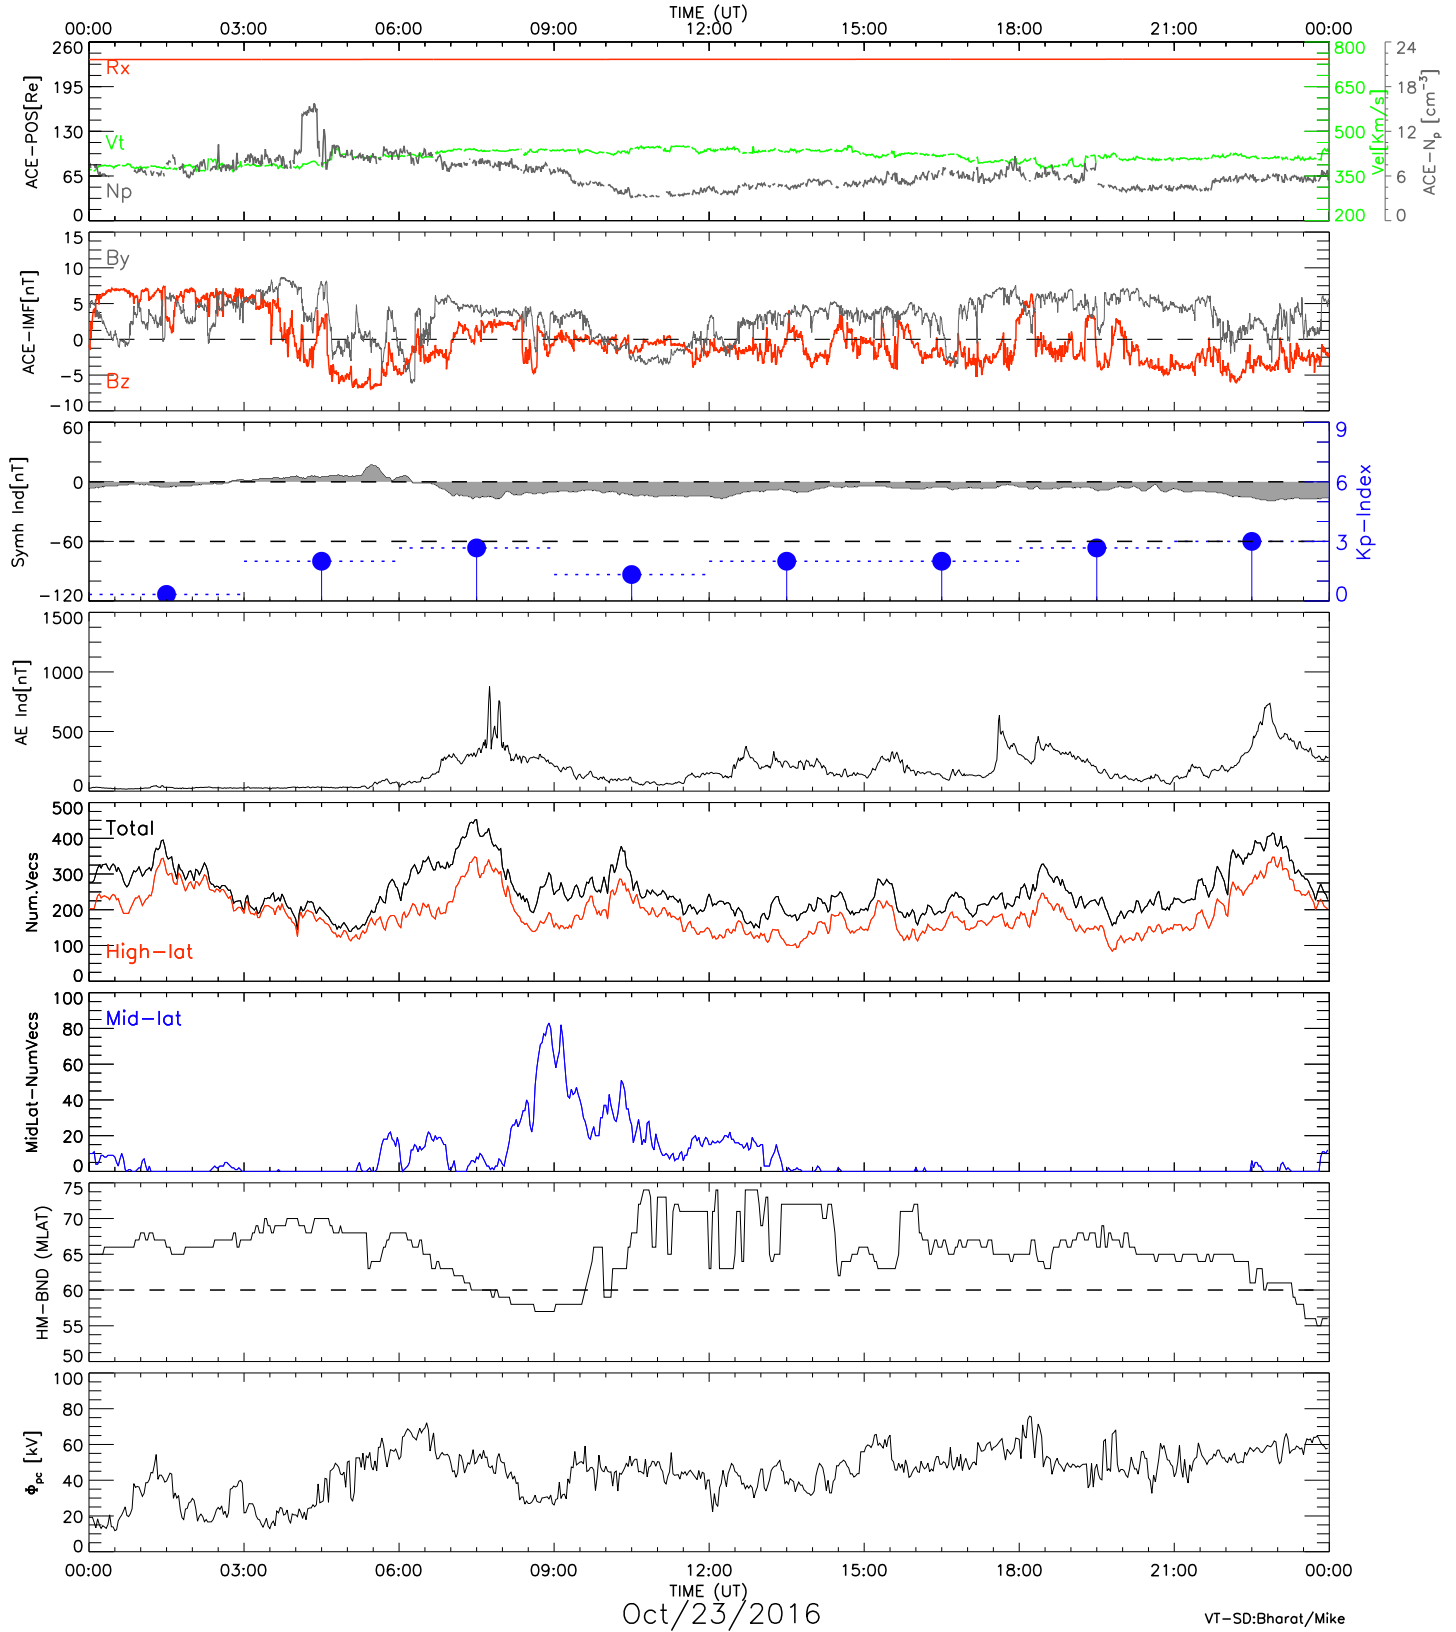 TIME (UT)
00:00 03:00 06:00 09:00 12:00 15:00 18:00 21:00 00:00
ACE-POS[Re]
260
195
130
65
0
Rx
Vt
Np
800
650
500
350
200
Vel[Km/s]
24
18
12
6
0
ACE-Np [cm-3]
ACE-IMF[nT]
15
10
5
0
-5
-10
By
Bz
Symh Ind[nT]
60
0
-60
-120
9
6
3
0
Kp-Index
AE Ind[nT]
1500
1000
500
0
Num.Vecs
500
400
300
200
100
0
Total
High-lat
MidLat-NumVecs
100
80
60
40
20
0
Mid-lat
HM-BND (MLAT)
75
70
65
60
55
50
Φpc [kV]
100
80
60
40
20
0
00:00 03:00 06:00 09:00 12:00 15:00 18:00 21:00 00:00
TIME (UT)
Oct/23/2016
VT-SD:Bharat/Mike